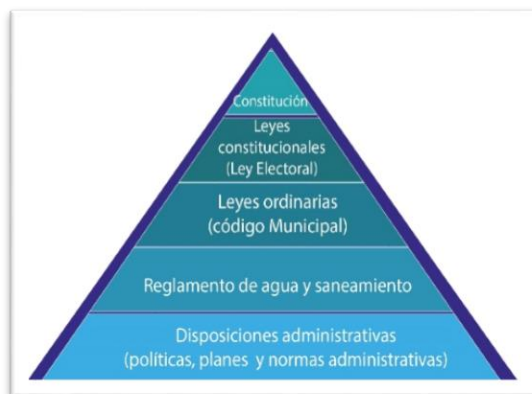 Constitución
Leyes
constitucionales
(Ley Electoral)
Leyes ordinarias
(código Municipal)
Reglamento de agua y saneamiento
Disposiciones administrativas
(políticas, planes y normas administrativas)